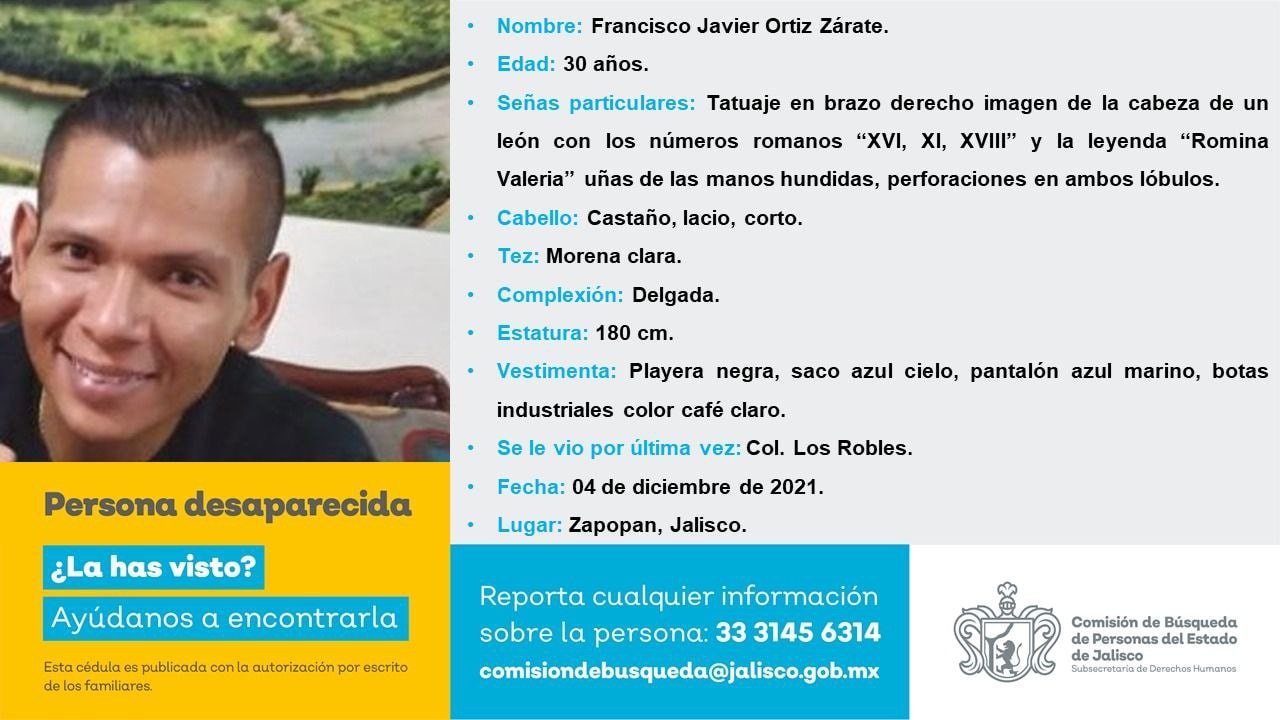 • Nombre: Francisco Javier Ortiz Zárate.
• Edad: 30 años.
• Señas particulares: Tatuaje en brazo derecho imagen de la cabeza de un
león con los números romanos “XVI, XI, XVIII” y la leyenda “Romina
Valeria” uñas de las manos hundidas, perforaciones en ambos lóbulos.
• Cabello: Castaño, lacio, corto.
• Tez: Morena clara.
• Complexión: Delgada.
• Estatura: 180 cm.
• Vestimenta: Playera negra, saco azul cielo, pantalón azul marino, botas
industriales color café claro.
• Se le vio por última vez: Col. Los Robles.
• Fecha: 04 de diciembre de 2021.
• Lugar: Zapopan, Jalisco.
Persona desaparecida
¿La has visto?
Ayúdanos a encontrarla
Esta cédula es publicada con la autorización por escrito
de los familiares.
Reporta cualquier información
sobre la persona: 33 3145 6314
comisiondebusqueda@jalisco.gob.mx
Comisión de Búsqueda
de Personas del Estado
de Jalisco
Subsecretaría de Derechos Humanos